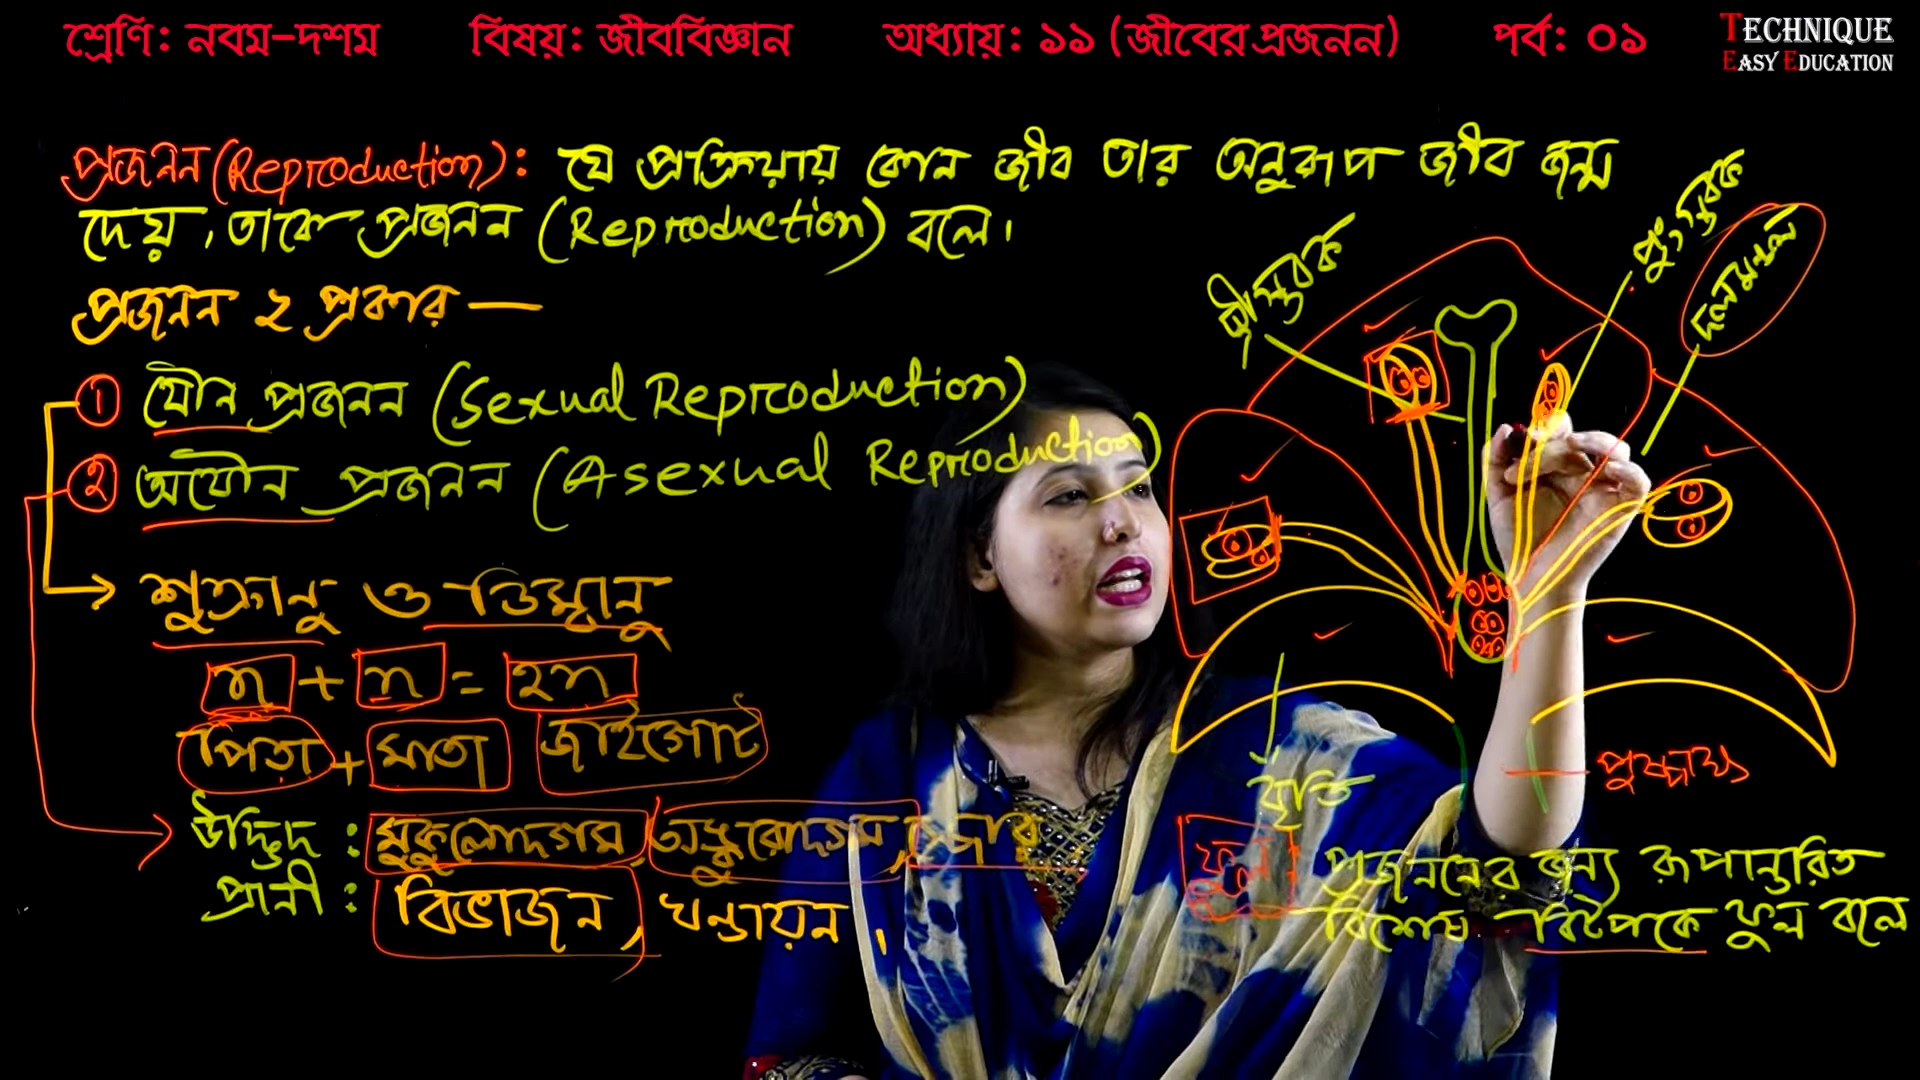 শ্রেণি: নবম-দশম বিষয়: জীববিজ্ঞান অধ্যায়: ১১ (জীবের প্রজনন) পর্ব: ০১
TECHNIQUE
EASY EDUCATION
প্রজনন (Reproduction): যে প্রক্রিয়ায় কোন জীব তার অনুরূপ জীব জন্ম
দেয়, তাকে প্রজনন (Reproduction) বলে।
প্রজনন ২ প্রকার —
১ যৌন প্রজনন (Sexual Reproduction)
২ অযৌন প্রজনন (Asexual Reproduction)
শুক্রানু ও ডিম্বানু
n + n = 2n
পিতা + মাতা জাইগোট
উদ্ভিদ : মুকুলোদগম, অঙ্কুরোদগম,
প্রানী : বিভাজন, খন্ডায়ন,
স্ত্রীস্তবক
পুংস্তবক
দলমন্ডল
বৃতি
পুষ্পাক্ষ
ফুল: প্রজননের জন্য রূপান্তরিত
বিশেষ বিটপকে ফুল বলে